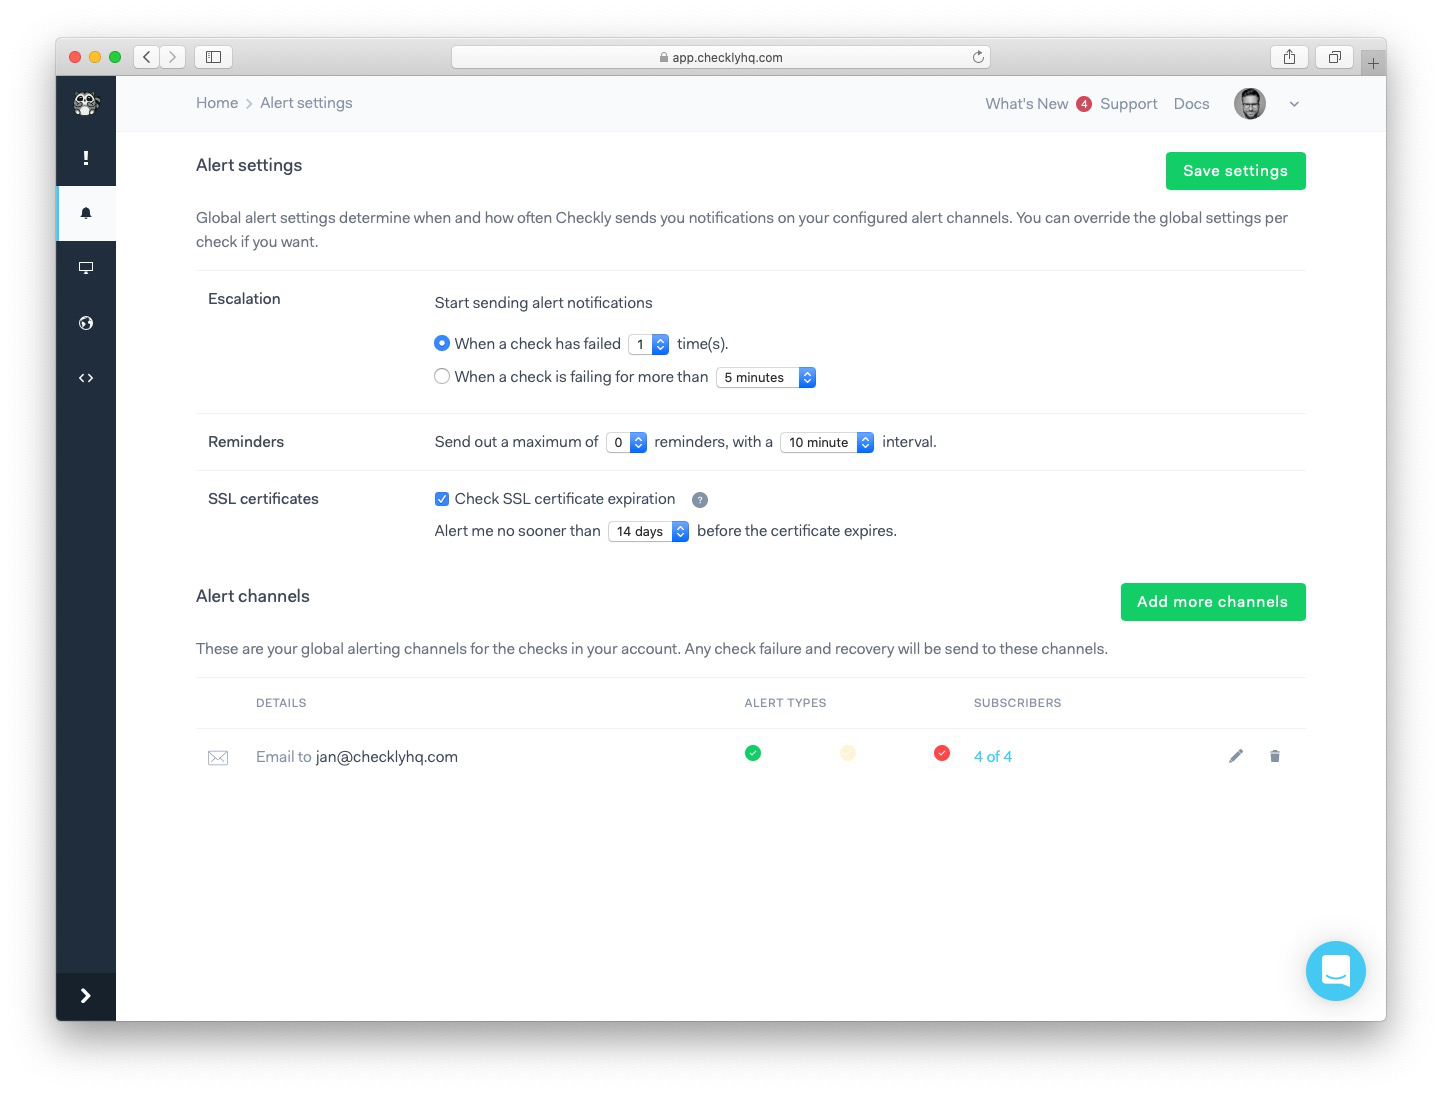 app.checklyhq.com
Home Alert settings
What's New 4 Support Docs
Alert settings
Save settings
Global alert settings determine when and how often Checkly sends you notifications on your configured alert channels. You can override the global settings per
check if you want.
Escalation
Start sending alert notifications
When a check has failed 1 time(s).
When a check is failing for more than 5 minutes
Reminders
Send out a maximum of 0 reminders, with a 10 minute interval.
SSL certificates
Check SSL certificate expiration ?
Alert me no sooner than 14 days before the certificate expires.
Alert channels
Add more channels
These are your global alerting channels for the checks in your account. Any check failure and recovery will be send to these channels.
DETAILS ALERT TYPES SUBSCRIBERS
Email to jan@checklyhq.com 4 of 4